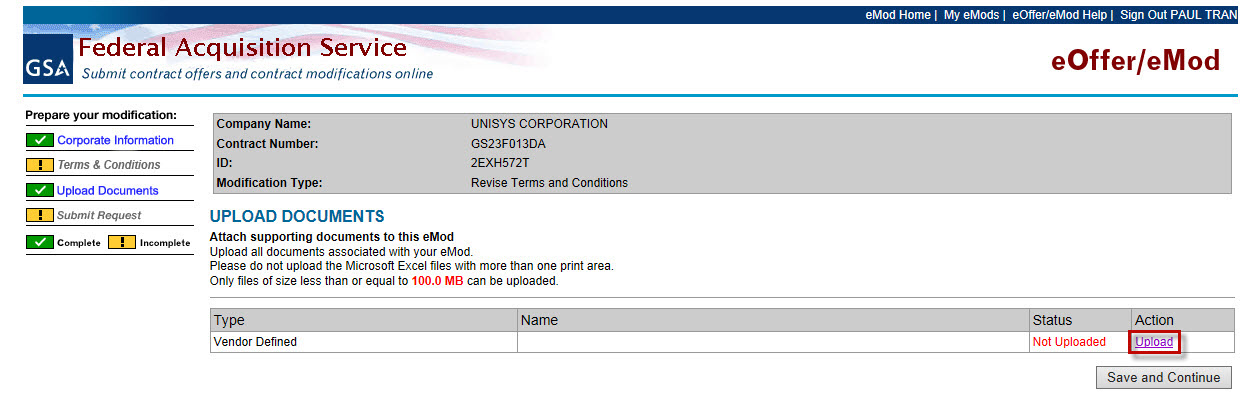 eMod Home | My eMods | eOffer/eMod Help | Sign Out PAUL TRAN
GSA
Federal Acquisition Service
Submit contract offers and contract modifications online
eOffer/eMod
Prepare your modification:
Corporate Information
! Terms & Conditions
Upload Documents
! Submit Request
Complete ! Incomplete
Company Name: UNISYS CORPORATION
Contract Number: GS23F013DA
ID: 2EXH572T
Modification Type: Revise Terms and Conditions
UPLOAD DOCUMENTS
Attach supporting documents to this eMod
Upload all documents associated with your eMod.
Please do not upload the Microsoft Excel files with more than one print area.
Only files of size less than or equal to 100.0 MB can be uploaded.
Type Name Status Action
Vendor Defined Not Uploaded Upload
Save and Continue